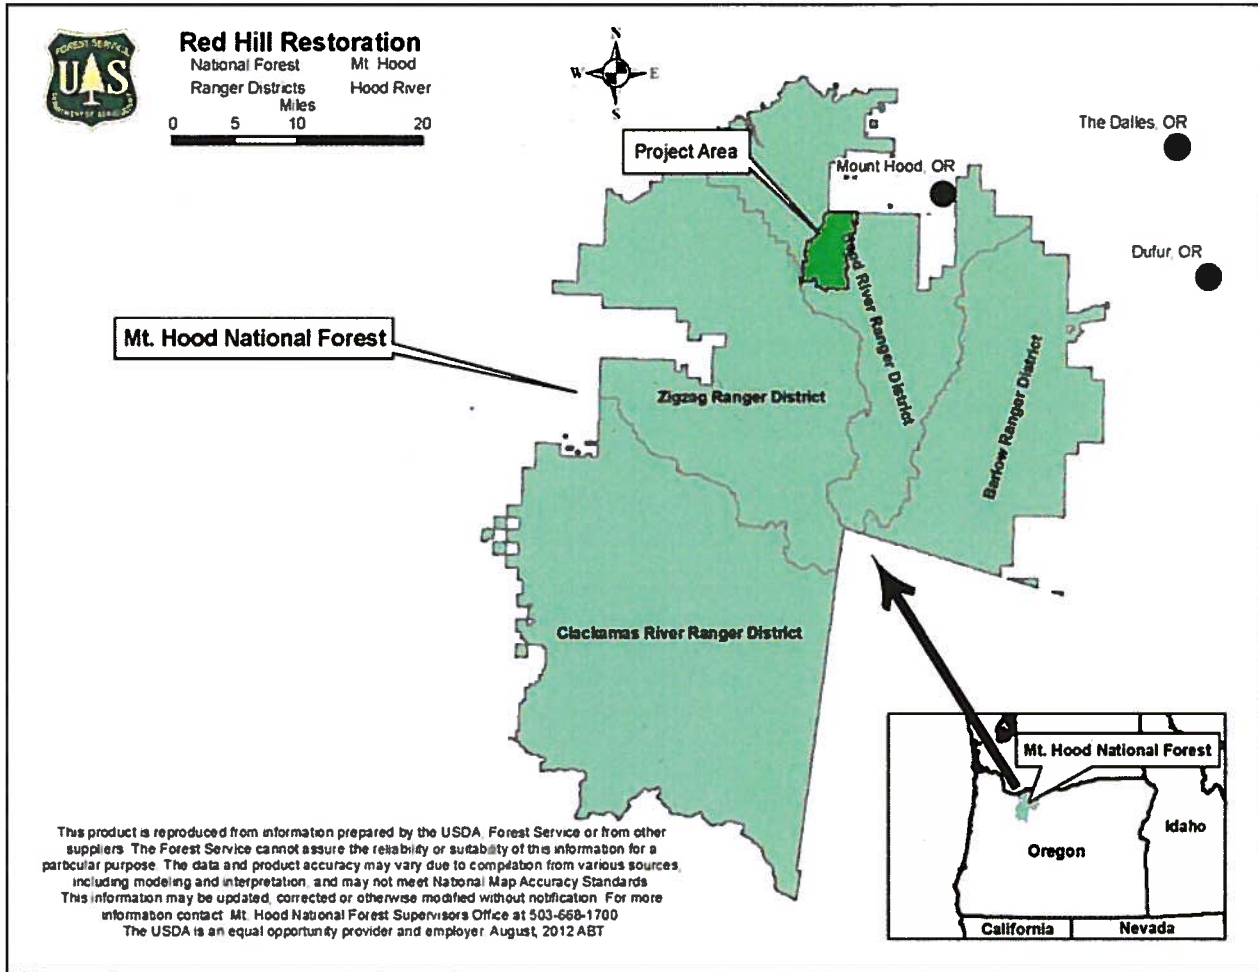 FOREST SERVICE
UAS
DEPARTMENT OF AGRICULTURE
Red Hill Restoration
National Forest Mt Hood
Ranger Districts Hood River
Miles
0 5 10 20
N
W E
S
Project Area
The Dalles, OR
Mount Hood, OR
Dufur, OR
Mt. Hood National Forest
Hood River Ranger District
Zigzag Ranger District
Barlow Ranger District
Clackamas River Ranger District
Mt. Hood National Forest
Idaho
Oregon
California Nevada
This product is reproduced from information prepared by the USDA, Forest Service or from other
suppliers. The Forest Service cannot assure the reliability or suitability of this information for a
particular purpose. The data and product accuracy may vary due to compilation from various sources,
including modeling and interpretation, and may not meet National Map Accuracy Standards
This information may be updated, corrected or otherwise modified without notification. For more
information contact: Mt. Hood National Forest Supervisors Office at 503-668-1700
The USDA is an equal opportunity provider and employer. August, 2012 ABT